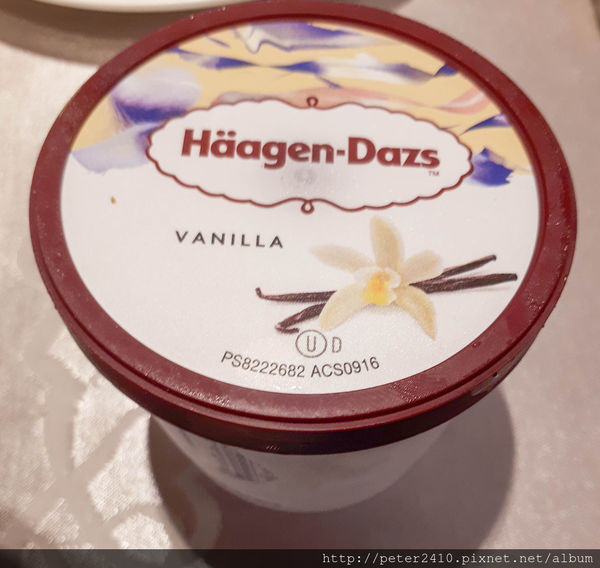 Häagen-Dazs
TM
VANILLA
U D
PS8222682 ACS0916
http://peter2410.pixnet.net/album